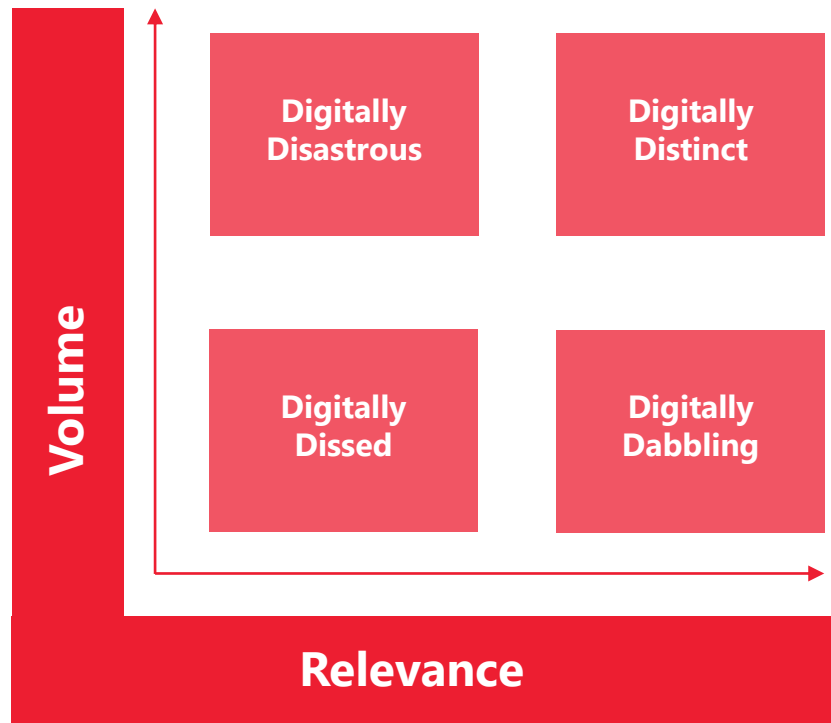 Digitally
Disastrous
Digitally
Distinct
Volume
Digitally
Dissed
Digitally
Dabbling
Relevance